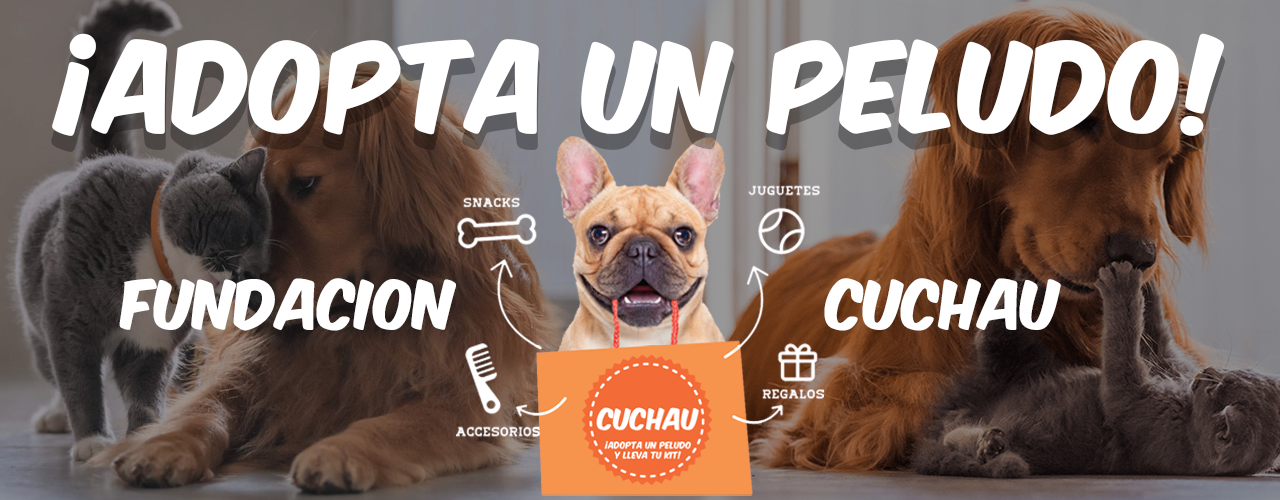 ¡ADOPTA UN PELUDO!
SNACKS
JUGUETES
FUNDACION
CUCHAU
REGALOS
ACCESORIOS
CUCHAU
¡ADOPTA UN PELUDO
Y LLEVA TU KIT!